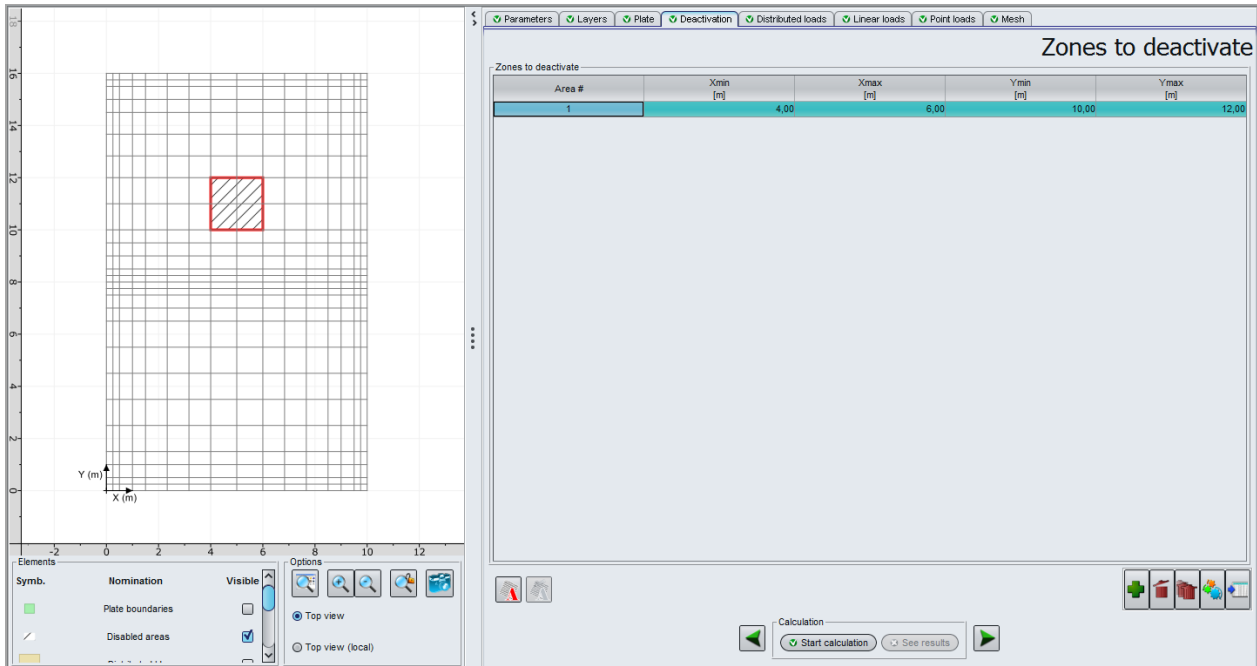 Parameters Layers Plate Deactivation Distributed loads Linear loads Point loads Mesh
Zones to deactivate
Zones to deactivate
Area # Xmin [m] Xmax [m] Ymin [m] Ymax [m]
1 4,00 6,00 10,00 12,00
18
16
14
12
10
8
6
4
2
0
Y (m)
X (m)
-2 0 2 4 6 8 10 12
Elements
Symb. Nomination Visible
Plate boundaries
Disabled areas
Options
Top view
Top view (local)
Calculation
Start calculation See results